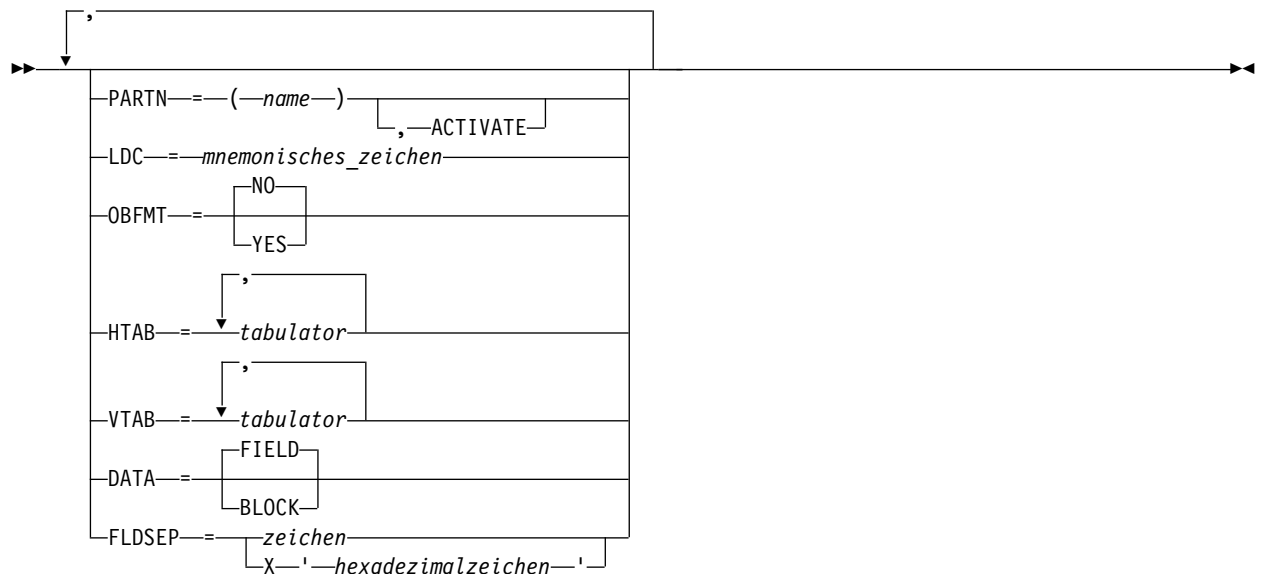 ,
PARTN = ( name )
, ACTIVATE
LDC = mnemonisches_zeichen
NO
OBFMT =
YES
,
HTAB = tabulator
,
VTAB = tabulator
FIELD
DATA =
BLOCK
FLDSEP = zeichen
X ' hexadezimalzeichen '